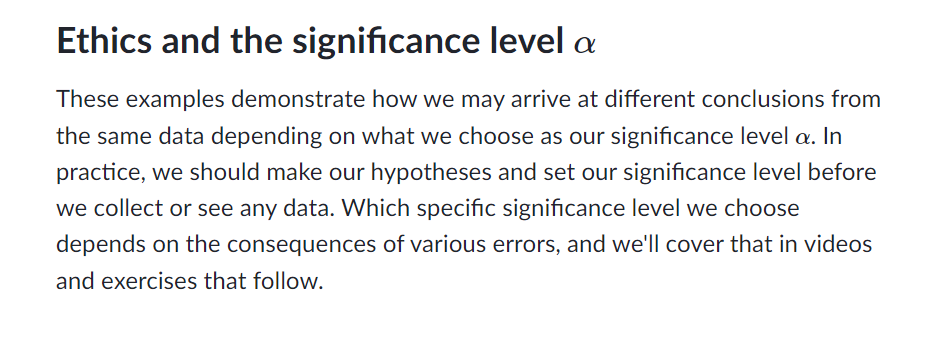 Ethics and the significance level α
These examples demonstrate how we may arrive at different conclusions from
the same data depending on what we choose as our significance level α. In
practice, we should make our hypotheses and set our significance level before
we collect or see any data. Which specific significance level we choose
depends on the consequences of various errors, and we'll cover that in videos
and exercises that follow.